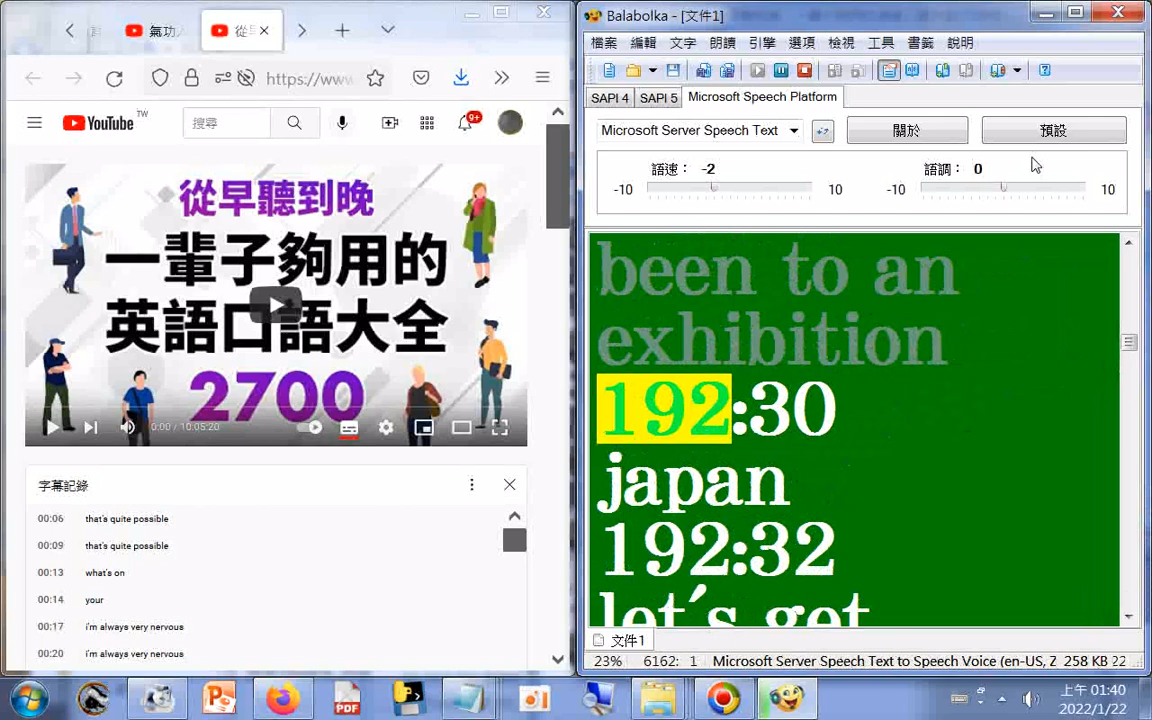 氣功
從
https://www
YouTube TW
搜尋
9+
從早聽到晚
一輩子夠用的
英語口語大全
2700
0:00 / 10:05:20
字幕記錄
00:06 that's quite possible
00:09 that's quite possible
00:13 what's on
00:14 your
00:17 i'm always very nervous
00:20 i'm always very nervous
Balabolka - [文件1]
檔案 編輯 文字 朗讀 引擎 選項 檢視 工具 書籤 說明
SAPI 4 SAPI 5 Microsoft Speech Platform
Microsoft Server Speech Text 關於 預設
語速： -2 語調： 0
-10 10 -10 10
been to an
exhibition
192:30
japan
192:32
let's get
文件1
23% 6162: 1 Microsoft Server Speech Text to Speech Voice (en-US, Z 258 KB 22
PDF
上午 01:40
2022/1/22